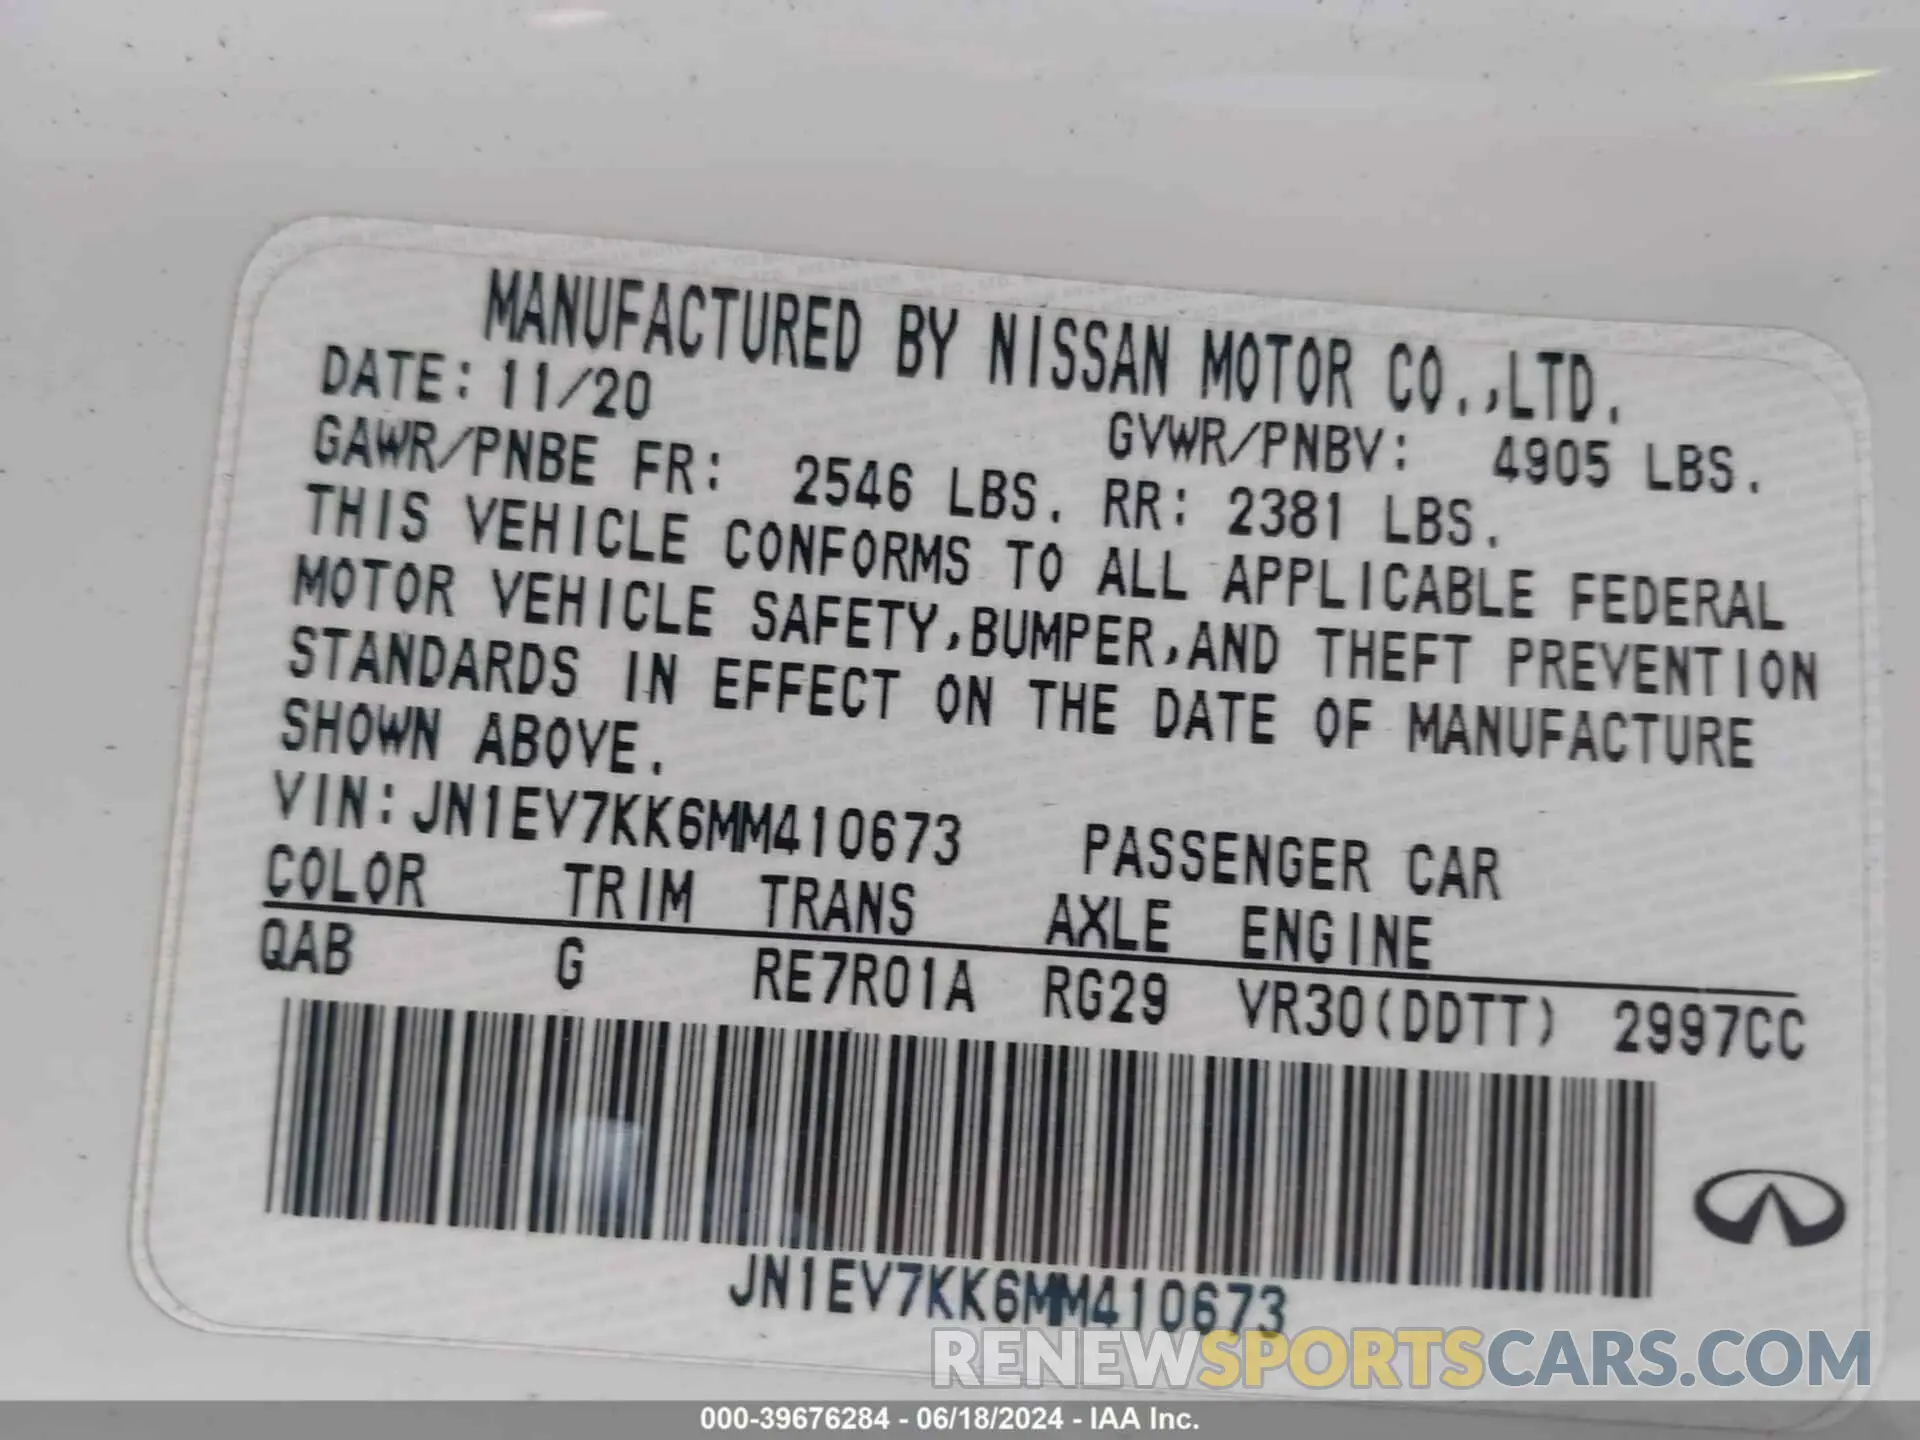 MANUFACTURED BY NISSAN MOTOR CO.,LTD.
DATE: 11/20
GVWR/PNBV: 4905 LBS.
GAWR/PNBE FR: 2546 LBS. RR: 2381 LBS.
THIS VEHICLE CONFORMS TO ALL APPLICABLE FEDERAL
MOTOR VEHICLE SAFETY,BUMPER,AND THEFT PREVENTION
STANDARDS IN EFFECT ON THE DATE OF MANUFACTURE
SHOWN ABOVE.
VIN:JN1EV7KK6MM410673 PASSENGER CAR
COLOR TRIM TRANS AXLE ENGINE
QAB G RE7R01A RG29 VR30(DDTT) 2997CC
JN1EV7KK6MM410673
RENEWSPORTSCARS.COM
000-39676284 - 06/18/2024 - IAA Inc.